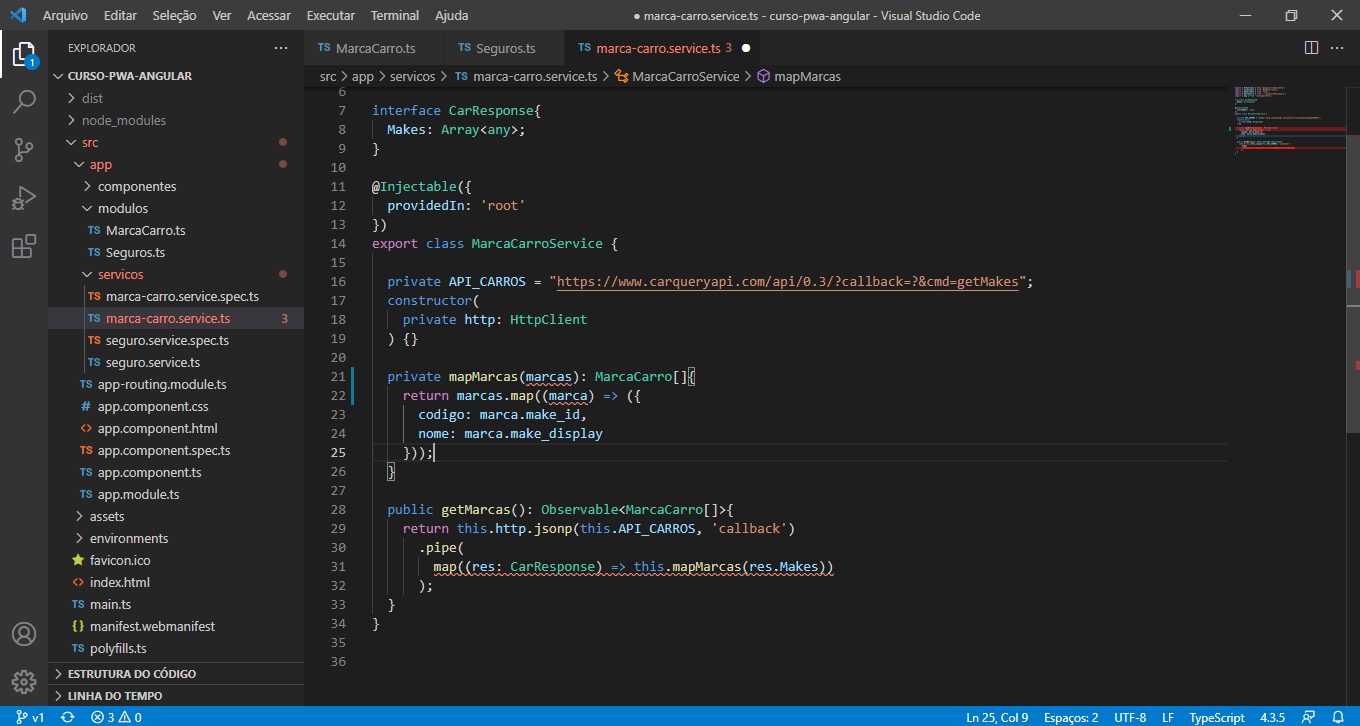 Arquivo Editar Seleção Ver Acessar Executar Terminal Ajuda
● marca-carro.service.ts - curso-pwa-angular - Visual Studio Code
EXPLORADOR
TS MarcaCarro.ts
TS Seguros.ts
TS marca-carro.service.ts 3 ●
src > app > servicos > TS marca-carro.service.ts > MarcaCarroService > mapMarcas
1
CURSO-PWA-ANGULAR
dist
node_modules
src
app
componentes
modulos
TS MarcaCarro.ts
TS Seguros.ts
servicos
TS marca-carro.service.spec.ts
TS marca-carro.service.ts 3
TS seguro.service.spec.ts
TS seguro.service.ts
TS app-routing.module.ts
# app.component.css
<> app.component.html
TS app.component.spec.ts
TS app.component.ts
TS app.module.ts
assets
environments
favicon.ico
<> index.html
TS main.ts
{} manifest.webmanifest
TS polyfills.ts
ESTRUTURA DO CÓDIGO
LINHA DO TEMPO
6
7 interface CarResponse{
8 Makes: Array<any>;
9 }
10
11 @Injectable({
12 providedIn: 'root'
13 })
14 export class MarcaCarroService {
15
16 private API_CARROS = "https://www.carqueryapi.com/api/0.3/?callback=?&cmd=getMakes";
17 constructor(
18 private http: HttpClient
19 ) {}
20
21 private mapMarcas(marcas): MarcaCarro[]{
22 return marcas.map((marca) => ({
23 codigo: marca.make_id,
24 nome: marca.make_display
25 }));
26 }
27
28 public getMarcas(): Observable<MarcaCarro[]>{
29 return this.http.jsonp(this.API_CARROS, 'callback')
30 .pipe(
31 map((res: CarResponse) => this.mapMarcas(res.Makes))
32 );
33 }
34 }
35
36
v1 3 0 Ln 25, Col 9 Espaços: 2 UTF-8 LF TypeScript 4.3.5